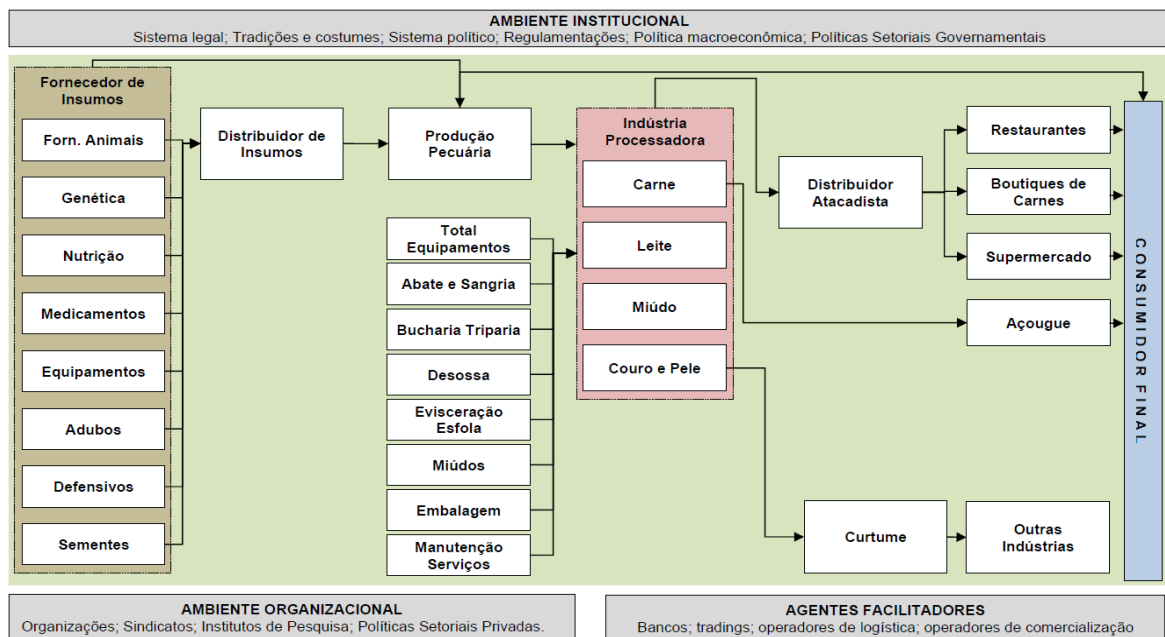 AMBIENTE INSTITUCIONAL
Sistema legal; Tradições e costumes; Sistema político; Regulamentações; Política macroeconômica; Políticas Setoriais Governamentais
Fornecedor de
Insumos
Forn. Animais
Genética
Nutrição
Medicamentos
Equipamentos
Adubos
Defensivos
Sementes
Distribuidor de
Insumos
Produção
Pecuária
Total
Equipamentos
Abate e Sangria
Bucharia Triparia
Desossa
Evisceração
Esfola
Miúdos
Embalagem
Manutenção
Serviços
Indústria
Processadora
Carne
Leite
Miúdo
Couro e Pele
Distribuidor
Atacadista
Restaurantes
Boutiques de
Carnes
Supermercado
Açougue
Curtume
Outras
Indústrias
CONSUMIDOR FINAL
AMBIENTE ORGANIZACIONAL
Organizações; Sindicatos; Institutos de Pesquisa; Políticas Setoriais Privadas.
AGENTES FACILITADORES
Bancos; tradings; operadores de logística; operadores de comercialização